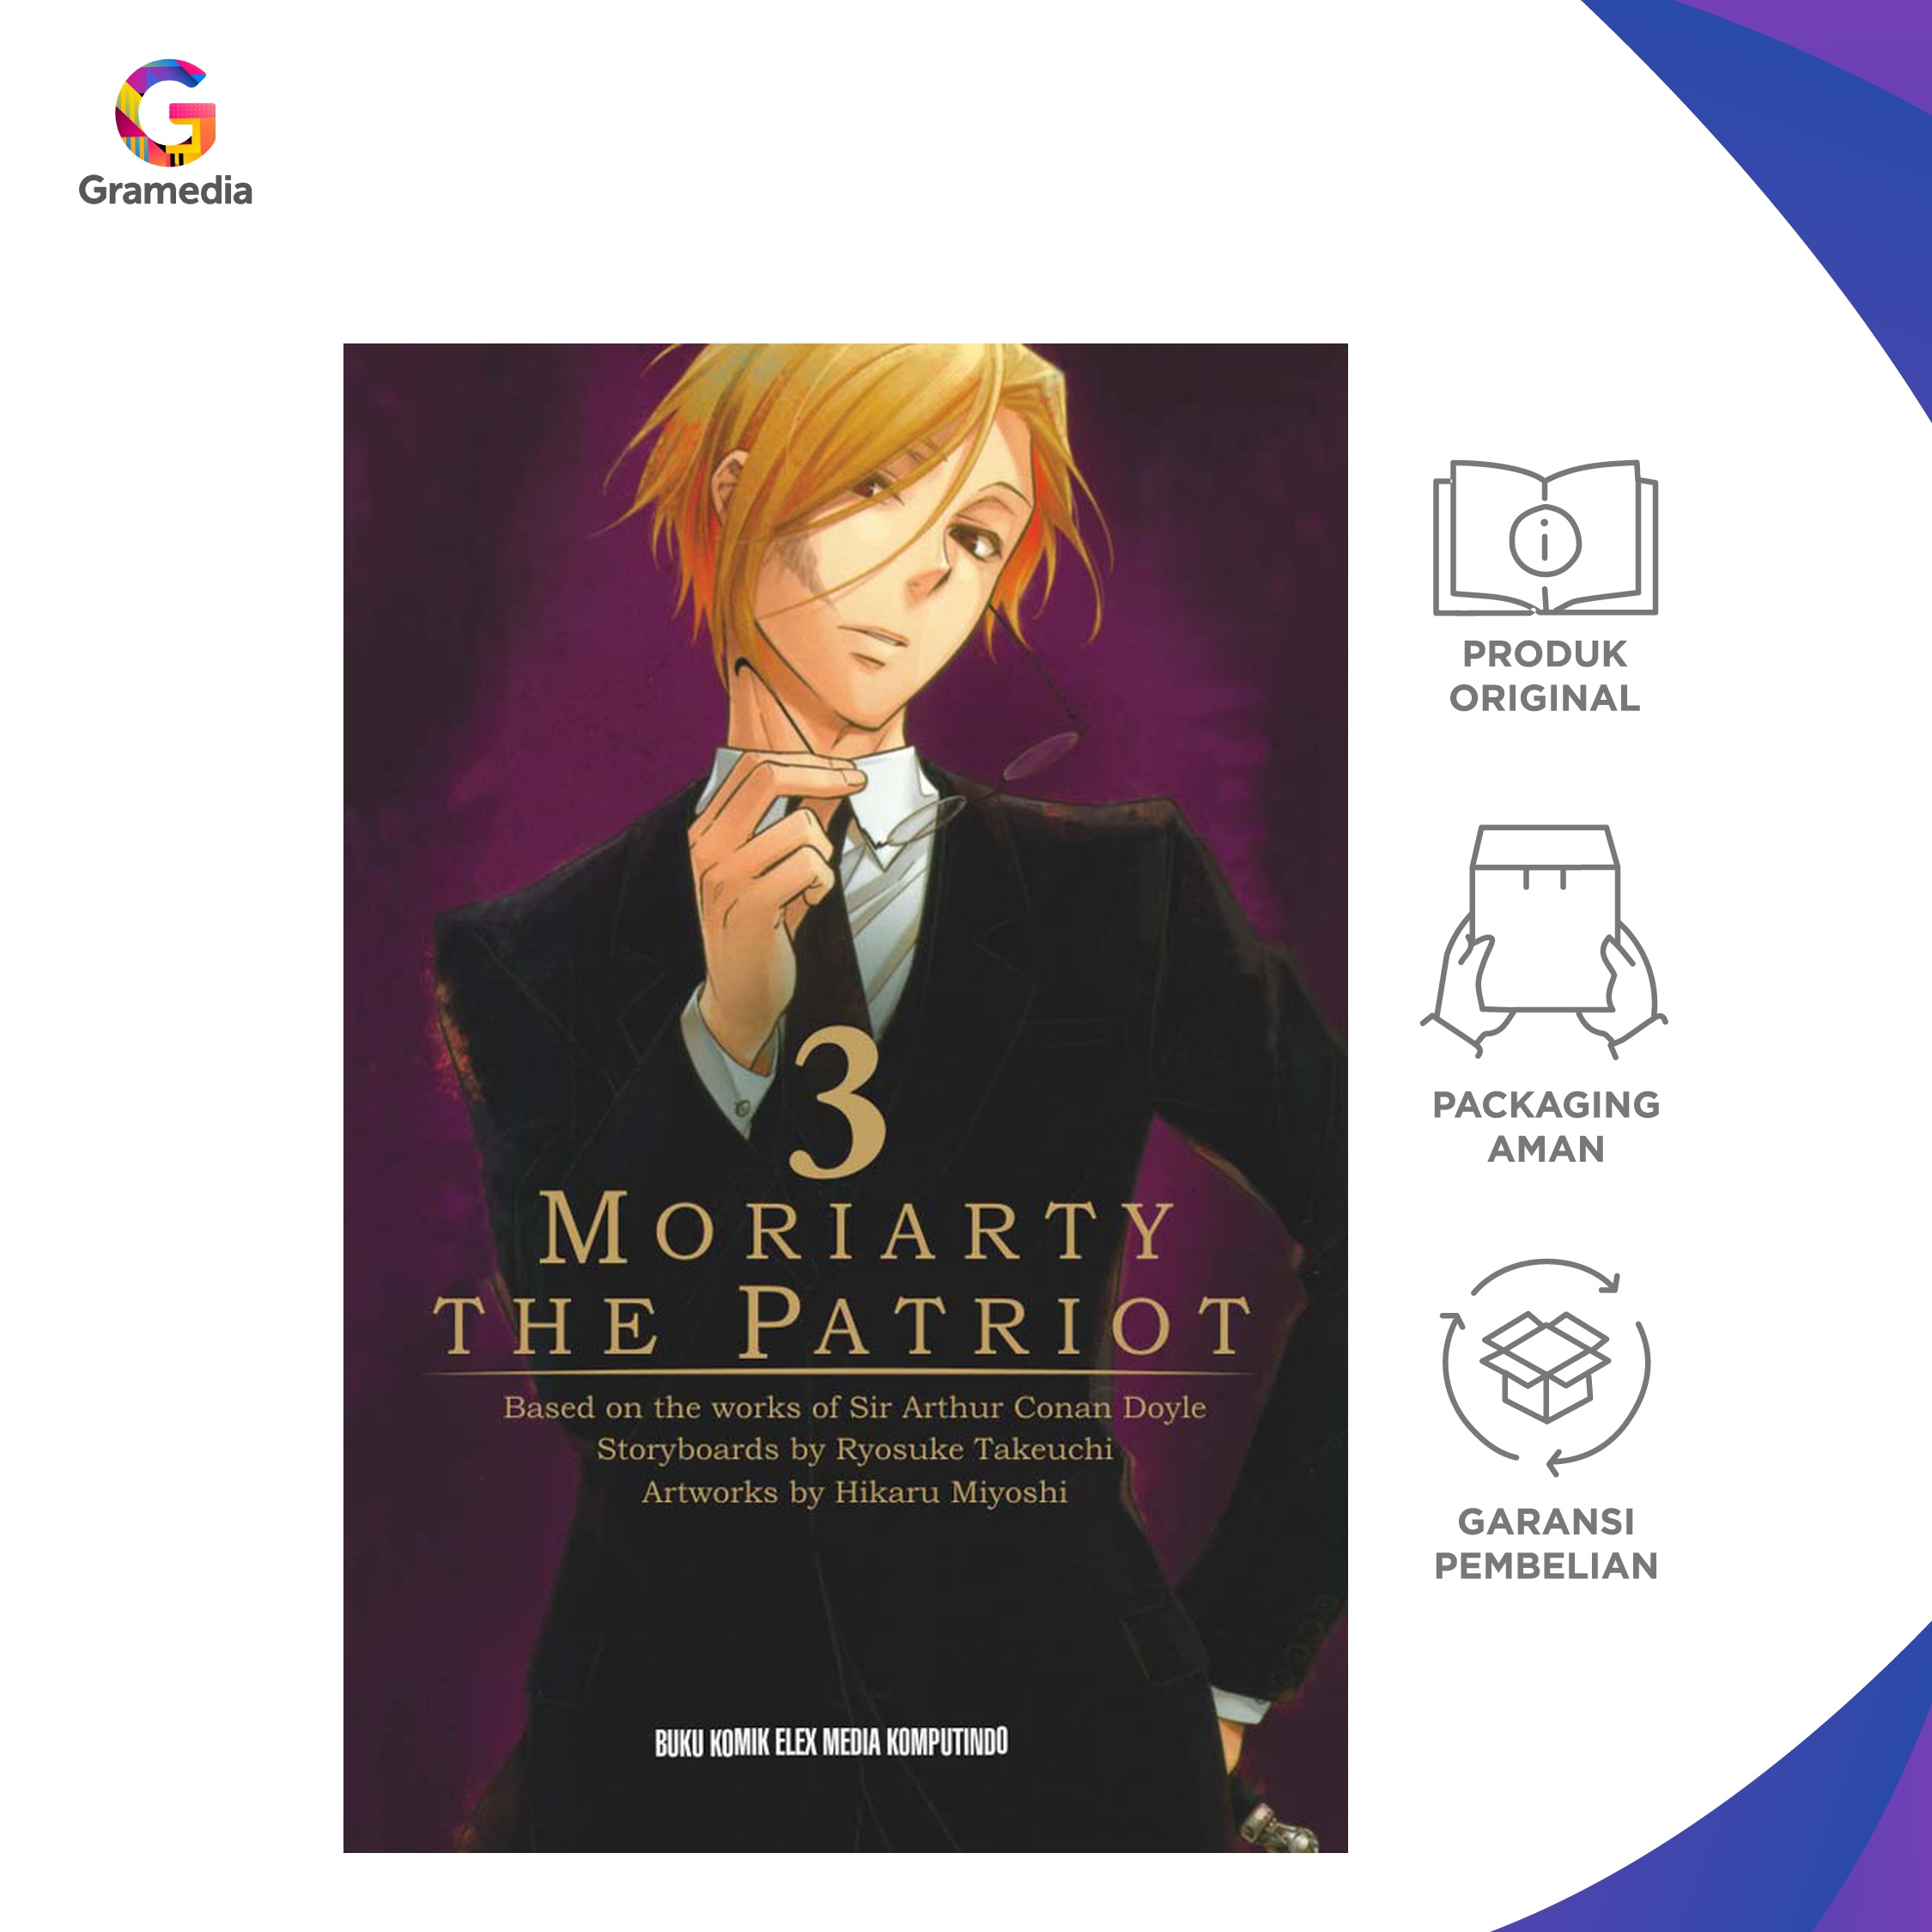 G
Gramedia
3
MORIARTY
THE PATRIOT
Based on the works of Sir Arthur Conan Doyle
Storyboards by Ryosuke Takeuchi
Artworks by Hikaru Miyoshi
BUKU KOMIK ELEX MEDIA KOMPUTINDO
i
PRODUK
ORIGINAL
PACKAGING
AMAN
GARANSI
PEMBELIAN